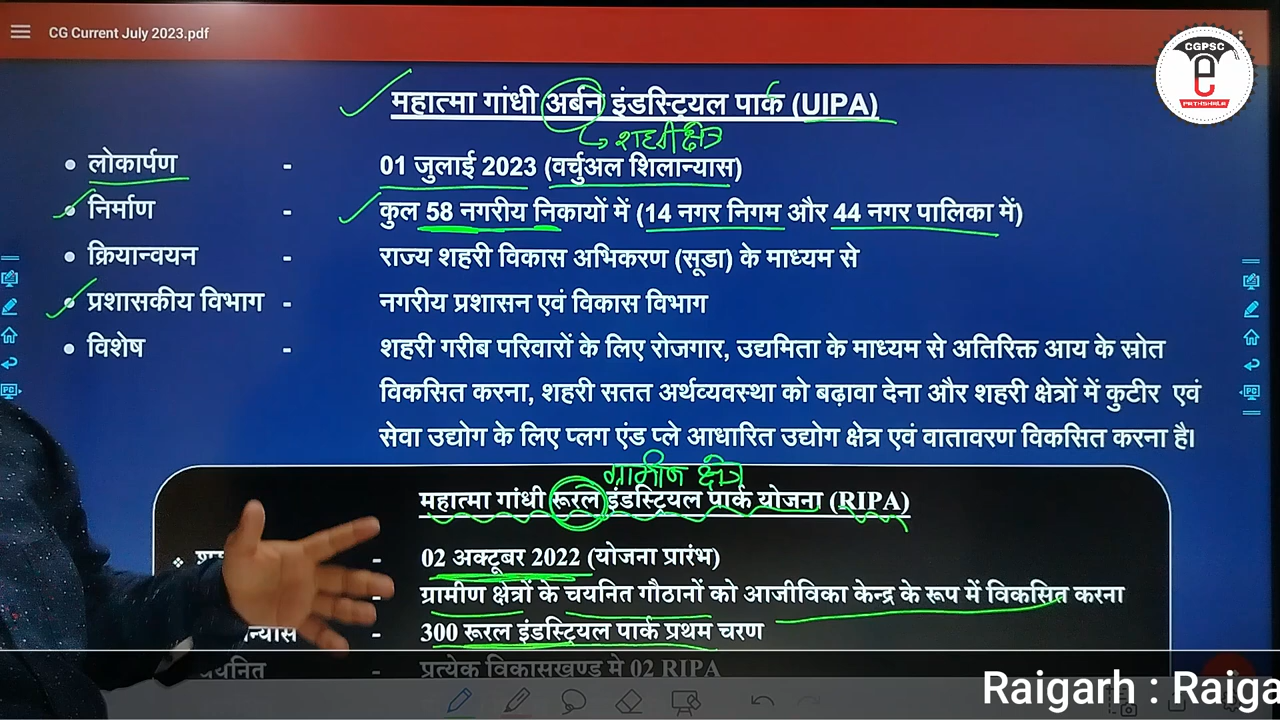 CG Current July 2023.pdf
CGPSC
e
PATHSHALA
महात्मा गांधी अर्बन इंडस्ट्रियल पार्क (UIPA)
शहरी क्षेत्र
• लोकार्पण - 01 जुलाई 2023 (वर्चुअल शिलान्यास)
• निर्माण - कुल 58 नगरीय निकायों में (14 नगर निगम और 44 नगर पालिका में)
• क्रियान्वयन - राज्य शहरी विकास अभिकरण (सूडा) के माध्यम से
• प्रशासकीय विभाग - नगरीय प्रशासन एवं विकास विभाग
• विशेष - शहरी गरीब परिवारों के लिए रोजगार, उद्यमिता के माध्यम से अतिरिक्त आय के स्रोत
विकसित करना, शहरी सतत अर्थव्यवस्था को बढ़ावा देना और शहरी क्षेत्रों में कुटीर एवं
सेवा उद्योग के लिए प्लग एंड प्ले आधारित उद्योग क्षेत्र एवं वातावरण विकसित करना है।
ग्रामीण क्षेत्र
महात्मा गांधी रूरल इंडस्ट्रियल पार्क योजना (RIPA)
- 02 अक्टूबर 2022 (योजना प्रारंभ)
- ग्रामीण क्षेत्रों के चयनित गौठानों को आजीविका केन्द्र के रूप में विकसित करना
- 300 रूरल इंडस्ट्रियल पार्क प्रथम चरण
- प्रत्येक विकासखण्ड मे 02 RIPA
Raigarh : Raiga